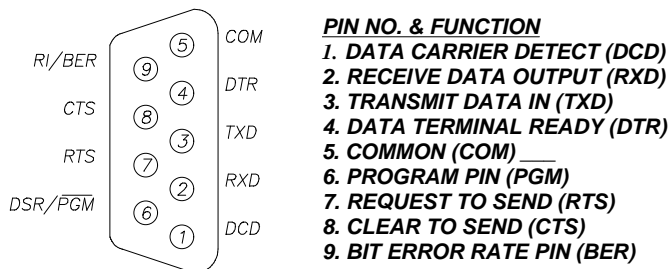 RI/BER
CTS
RTS
DSR/PGM
5
9
4
8
3
7
2
6
1
COM
DTR
TXD
RXD
DCD
PIN NO. & FUNCTION
1. DATA CARRIER DETECT (DCD)
2. RECEIVE DATA OUTPUT (RXD)
3. TRANSMIT DATA IN (TXD)
4. DATA TERMINAL READY (DTR)
5. COMMON (COM) ___
6. PROGRAM PIN (PGM)
7. REQUEST TO SEND (RTS)
8. CLEAR TO SEND (CTS)
9. BIT ERROR RATE PIN (BER)